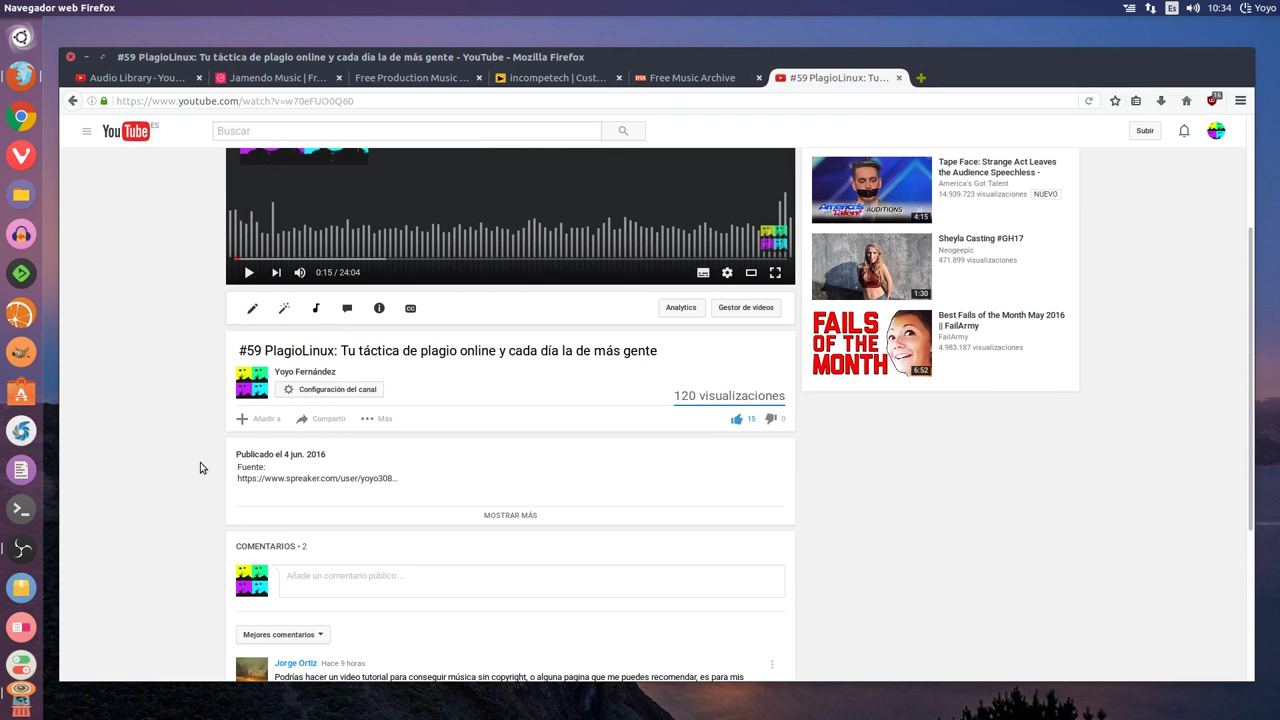 Navegador web Firefox
Es
10:34
Yoyo
#59 PlagioLinux: Tu táctica de plagio online y cada día la de más gente - YouTube - Mozilla Firefox
Audio Library - You...
Jamendo Music | Fr...
Free Production Music ...
incompetech | Cust...
FMA
Free Music Archive
#59 PlagioLinux: Tu...
https://www.youtube.com/watch?v=w70eFUO0Q60
16
YouTube ES
Buscar
Subir
0:15 / 24:04
Analytics
Gestor de vídeos
#59 PlagioLinux: Tu táctica de plagio online y cada día la de más gente
Yoyo Fernández
Configuración del canal
120 visualizaciones
Añadir a
Compartir
Más
15
0
Publicado el 4 jun. 2016
Fuente:
https://www.spreaker.com/user/yoyo308...
MOSTRAR MÁS
COMENTARIOS • 2
Añade un comentario público...
Mejores comentarios
Jorge Ortiz Hace 9 horas
Podrías hacer un video tutorial para conseguir música sin copyright, o alguna pagina que me puedes recomendar, es para mis
America's Got Talent
AUDITIONS
4:15
Tape Face: Strange Act Leaves
the Audience Speechless -
America's Got Talent
14.939.723 visualizaciones
NUEVO
1:30
Sheyla Casting #GH17
Neogeepic
471.899 visualizaciones
FAILS
OF THE
MONTH
6:52
Best Fails of the Month May 2016
|| FailArmy
FailArmy
4.983.187 visualizaciones